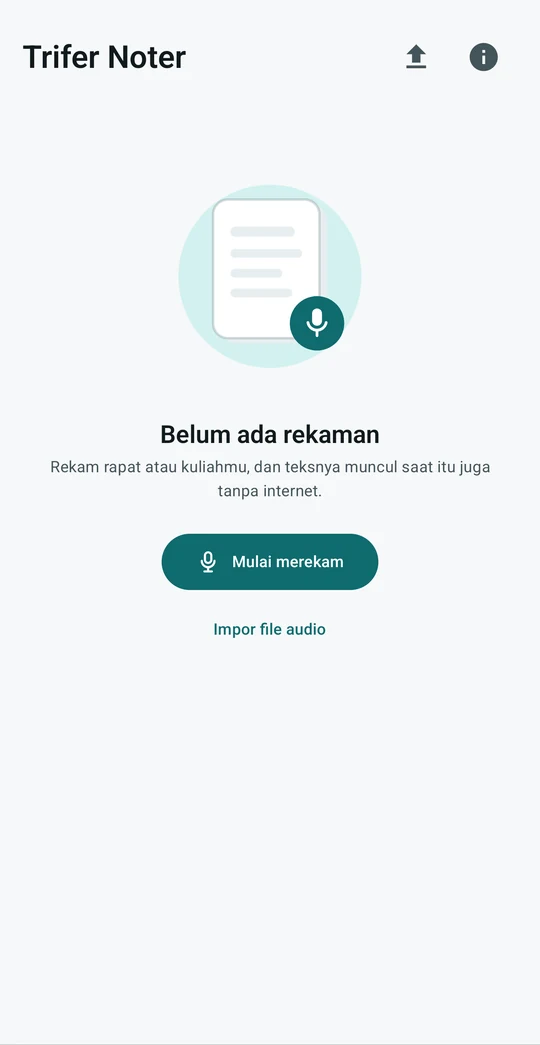 Trifer Noter
Belum ada rekaman
Rekam rapat atau kuliahmu, dan teksnya muncul saat itu juga
tanpa internet.
Mulai merekam
Impor file audio